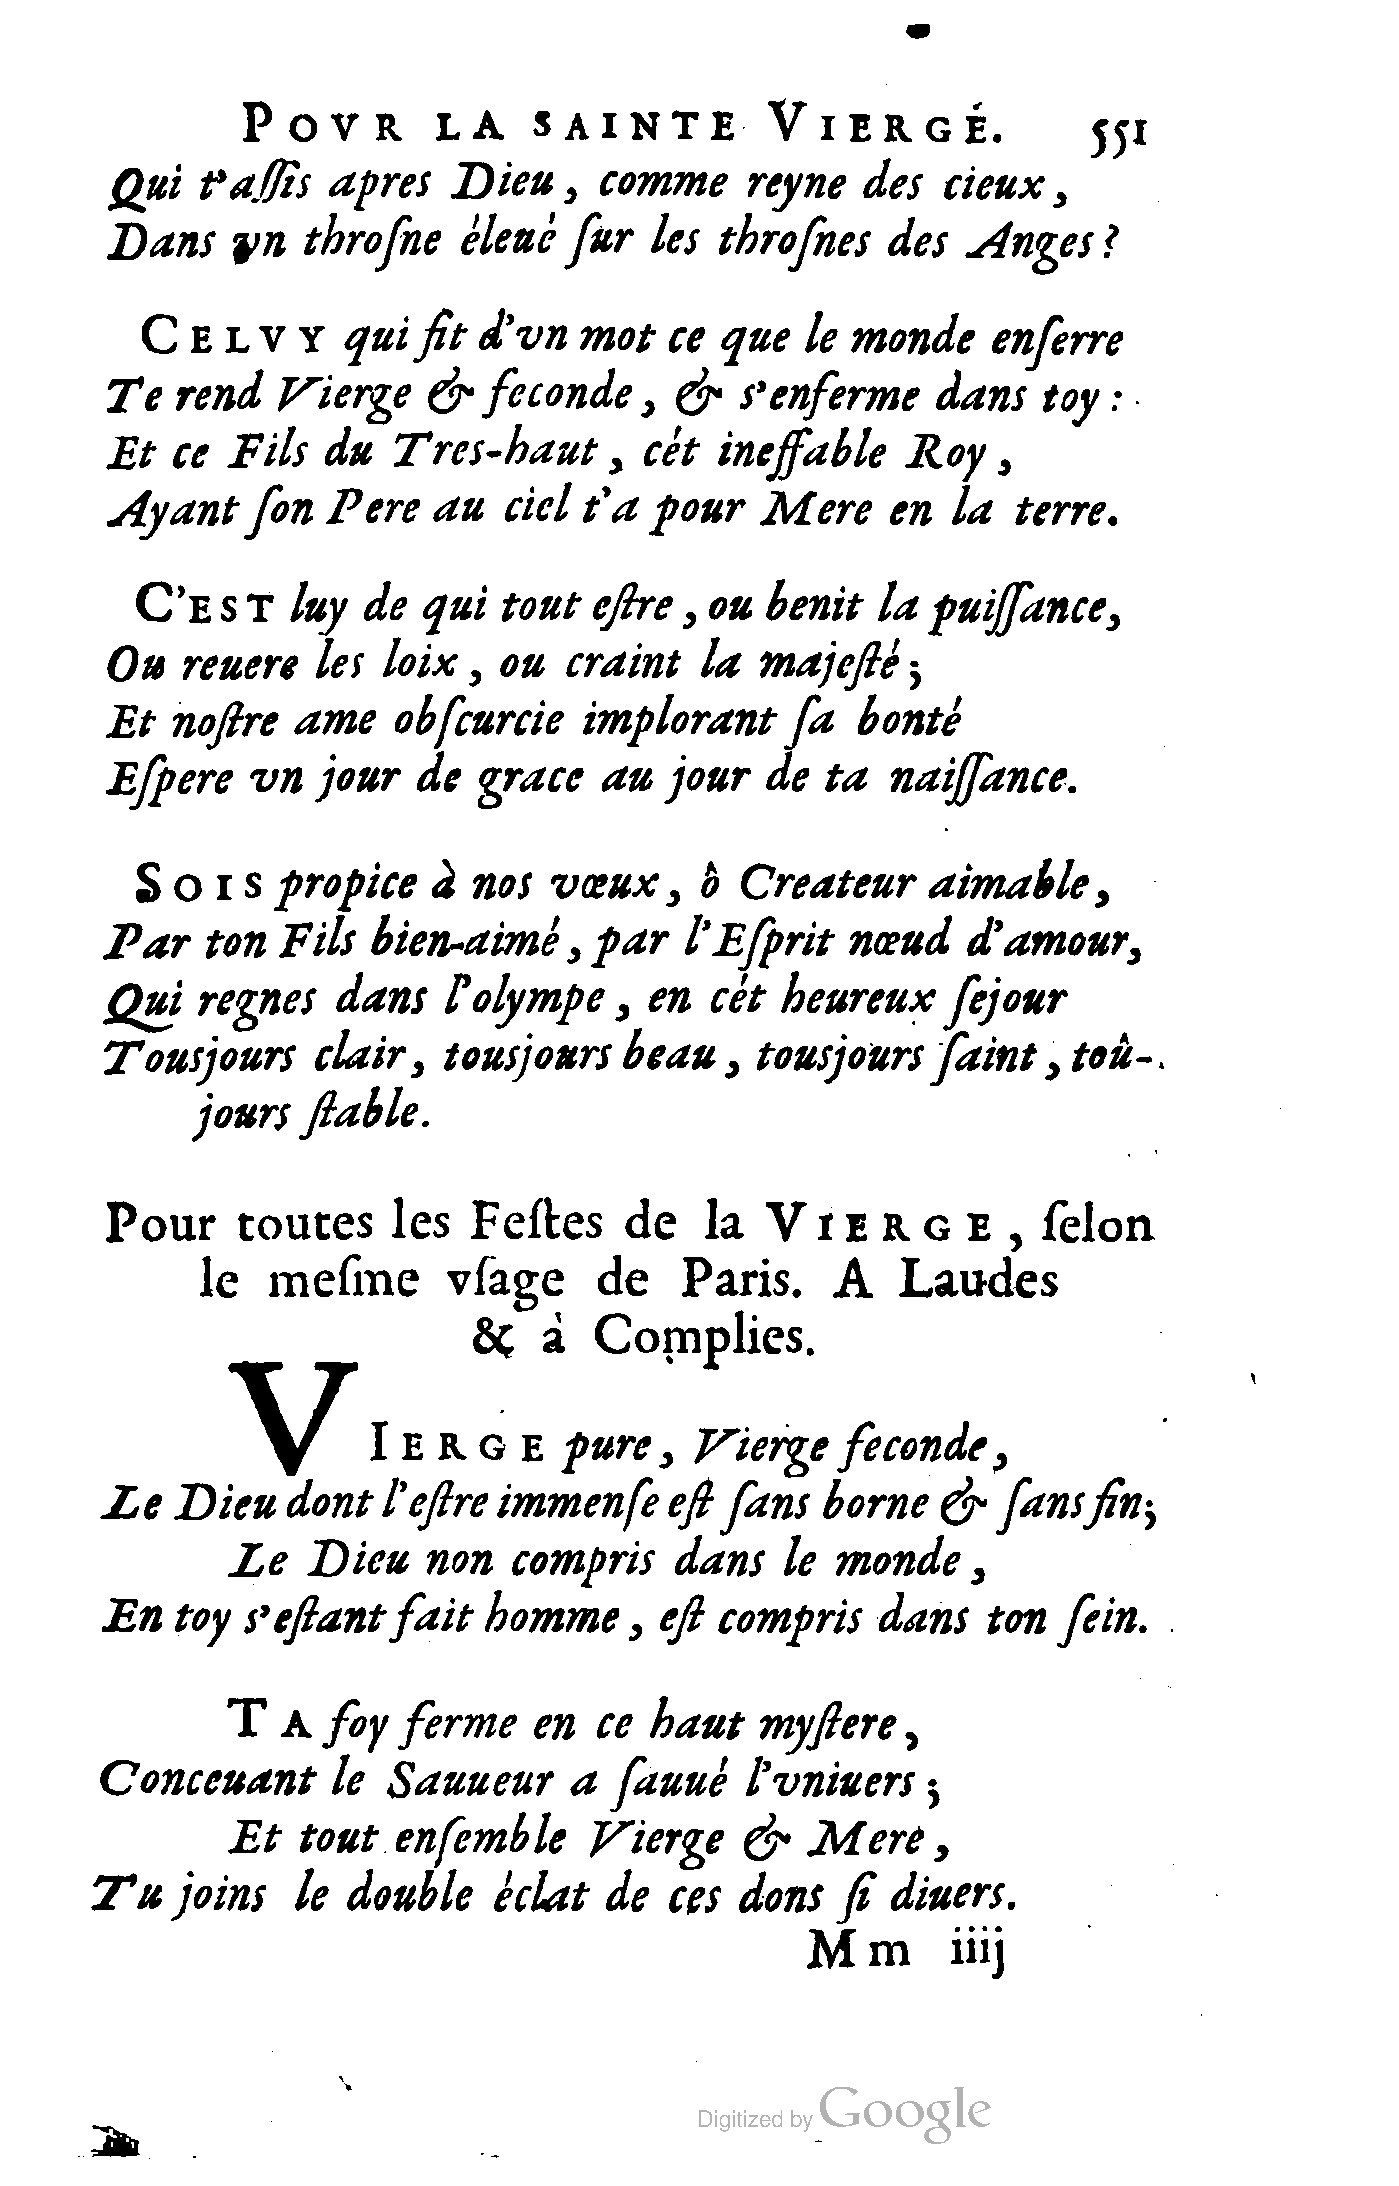 POVR LA SAINTE VIERGE. 551
Qui t'aſſis apres Dieu, comme reyne des cieux,
Dans vn throſne éleué ſur les throſnes des Anges?
CELVY qui fit d'vn mot ce que le monde enſerre
Te rend Vierge & feconde, & s'enferme dans toy:
Et ce Fils du Tres-haut, cét ineffable Roy,
Ayant ſon Pere au ciel t'a pour Mere en la terre.
C'EST luy de qui tout eſtre, ou benit la puiſſance,
Ou reuere les loix, ou craint la majeſté;
Et noſtre ame obſcurcie implorant ſa bonté
Eſpere vn jour de grace au jour de ta naiſſance.
SOIS propice à nos vœux, ô Createur aimable,
Par ton Fils bien-aimé, par l'Eſprit nœud d'amour,
Qui regnes dans l'olympe, en cét heureux ſejour
Tousjours clair, tousjours beau, tousjours ſaint, toû-
jours ſtable.
Pour toutes les Feſtes de la VIERGE, ſelon
le meſme vſage de Paris. A Laudes
& à Complies.
VIERGE pure, Vierge feconde,
Le Dieu dont l'eſtre immenſe eſt ſans borne & ſans fin;
Le Dieu non compris dans le monde,
En toy s'eſtant fait homme, eſt compris dans ton ſein.
TA foy ferme en ce haut myſtere,
Conceuant le Sauueur a ſauué l'vniuers;
Et tout enſemble Vierge & Mere,
Tu joins le double éclat de ces dons ſi diuers.
Mm iiij
Digitized by Google